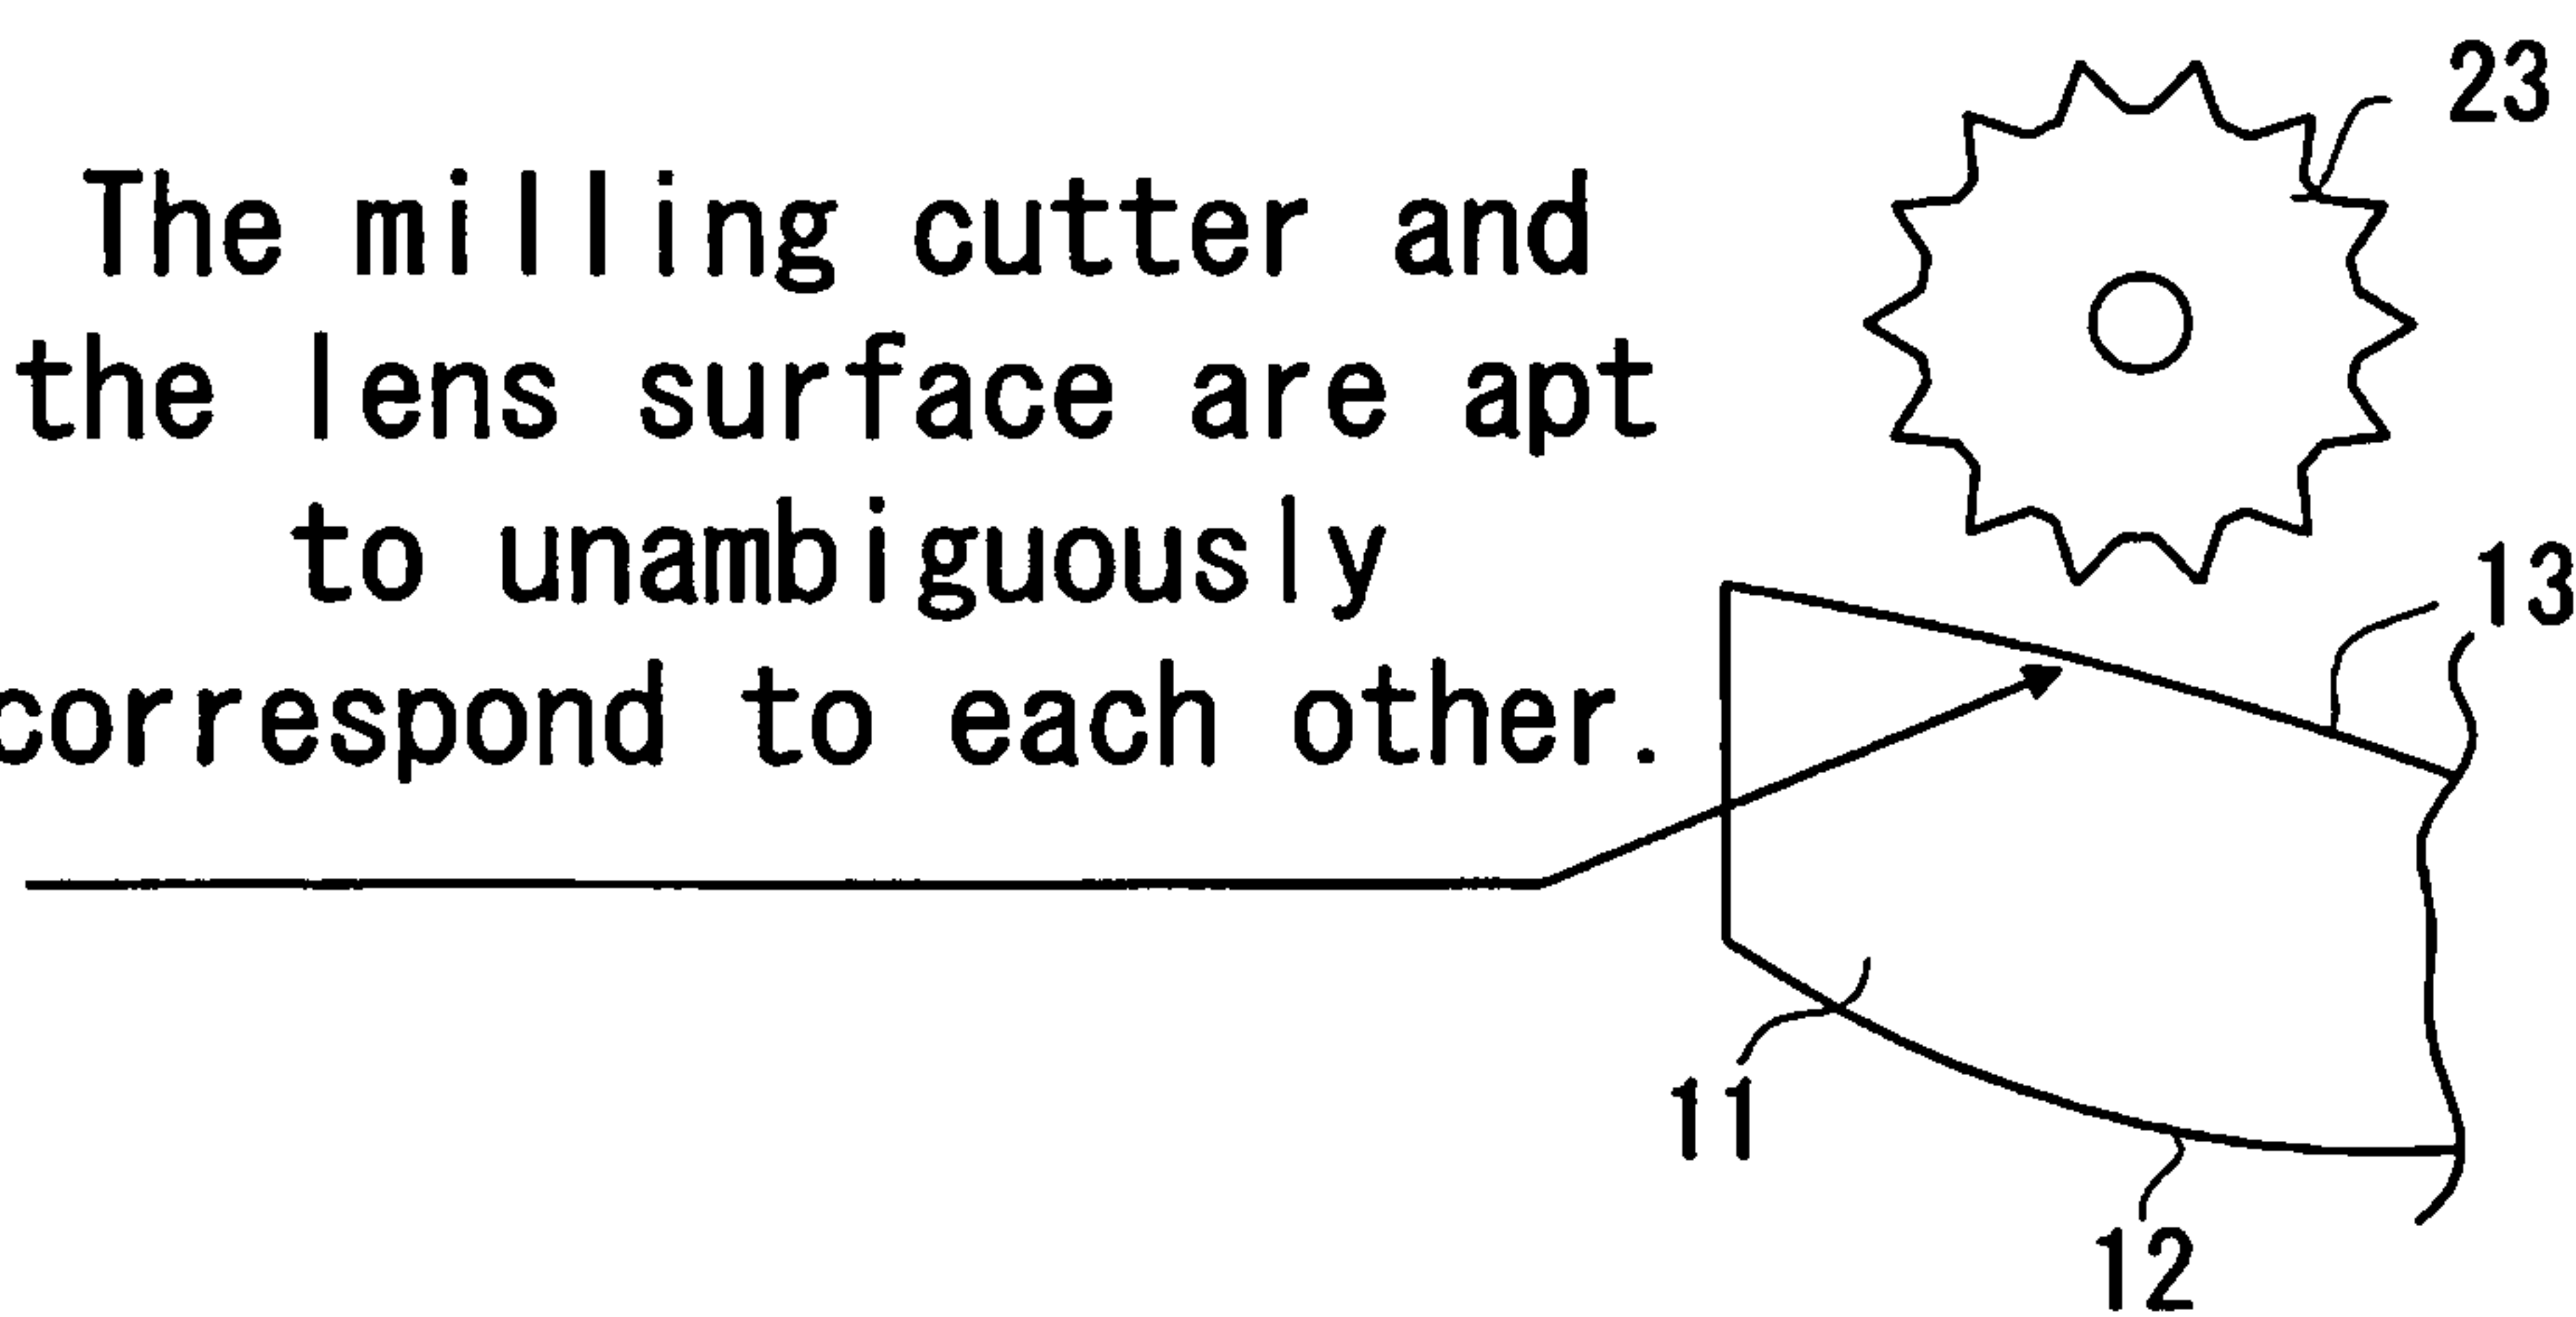 The milling cutter and
the lens surface are apt
to unambiguously
correspond to each other.
23
13
11
12